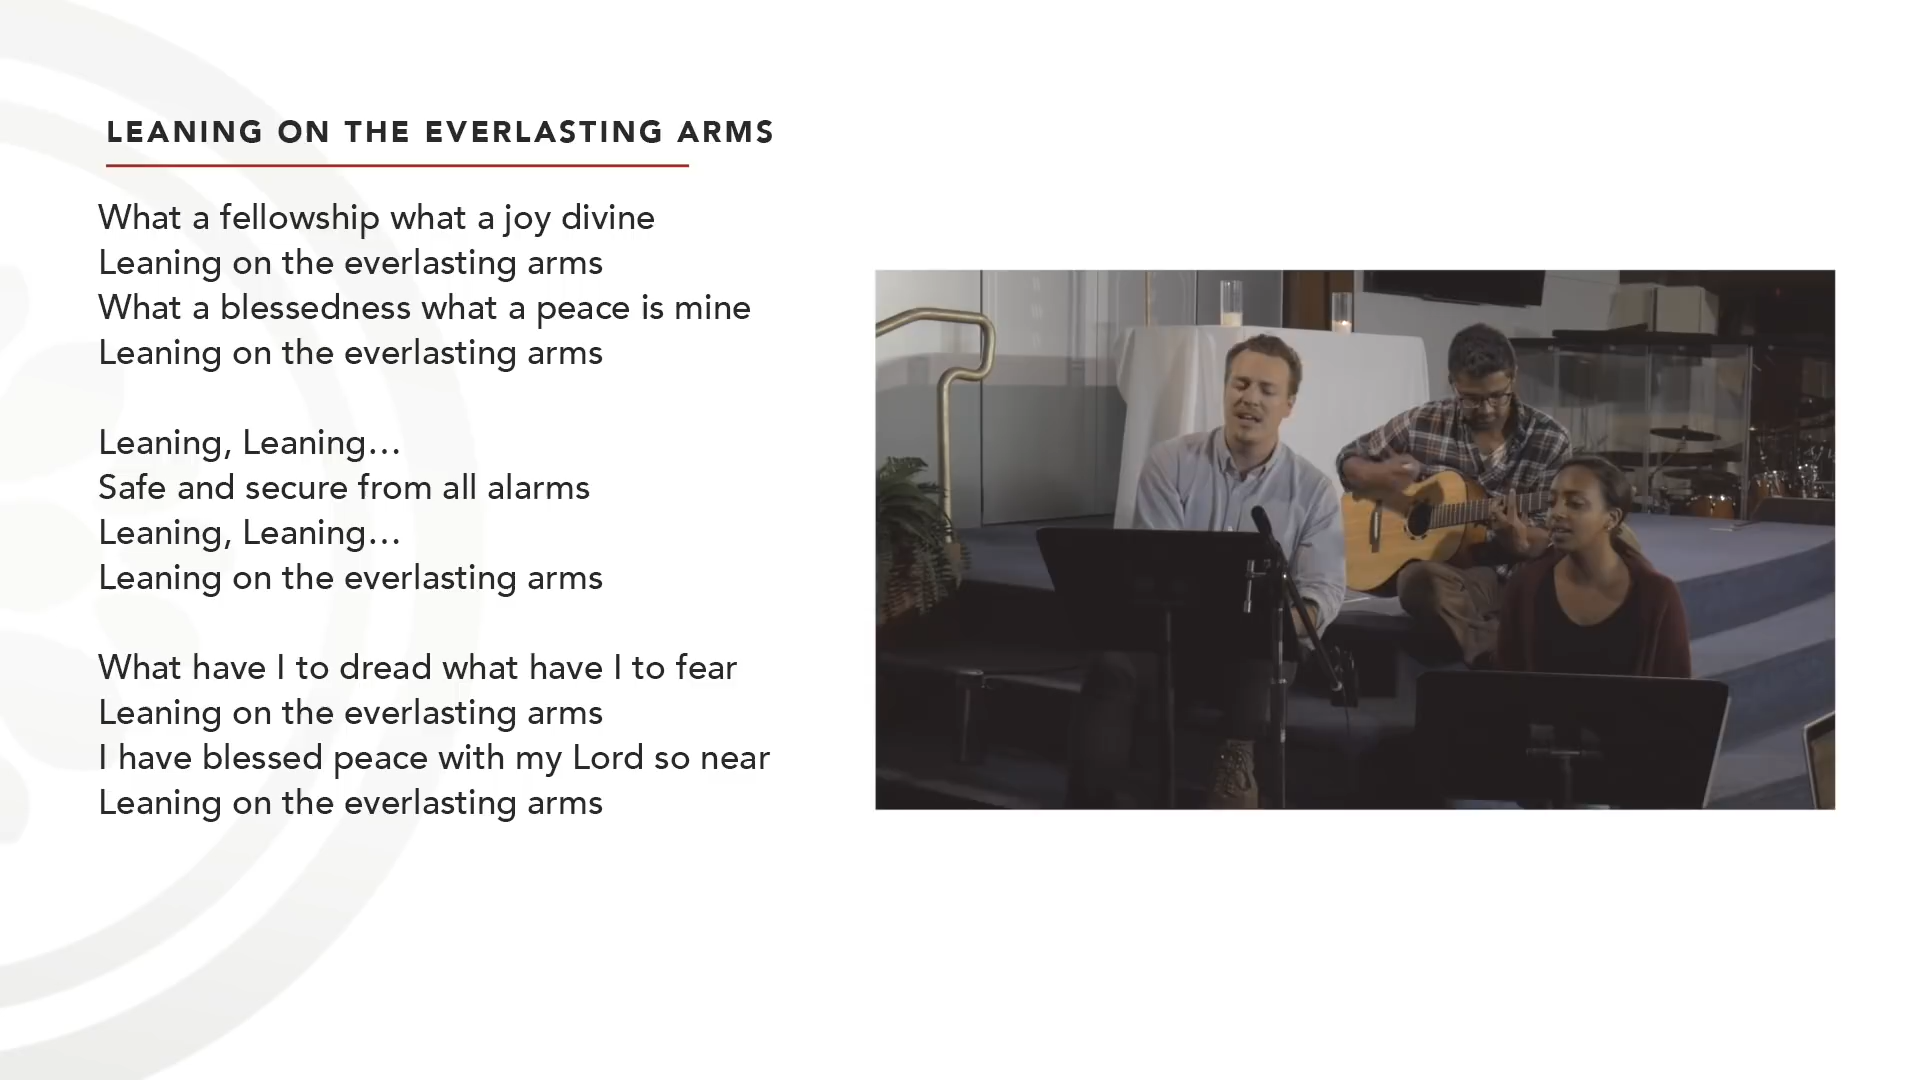 LEANING ON THE EVERLASTING ARMS
What a fellowship what a joy divine
Leaning on the everlasting arms
What a blessedness what a peace is mine
Leaning on the everlasting arms
Leaning, Leaning…
Safe and secure from all alarms
Leaning, Leaning…
Leaning on the everlasting arms
What have I to dread what have I to fear
Leaning on the everlasting arms
I have blessed peace with my Lord so near
Leaning on the everlasting arms